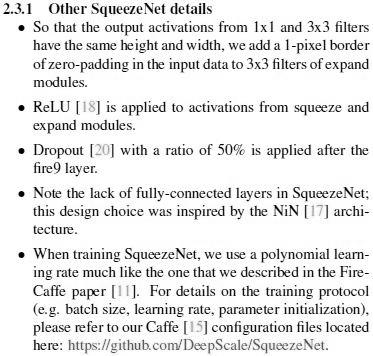 2.3.1 Other SqueezeNet details
• So that the output activations from 1x1 and 3x3 filters
have the same height and width, we add a 1-pixel border
of zero-padding in the input data to 3x3 filters of expand
modules.
• ReLU [18] is applied to activations from squeeze and
expand modules.
• Dropout [20] with a ratio of 50% is applied after the
fire9 layer.
• Note the lack of fully-connected layers in SqueezeNet;
this design choice was inspired by the NiN [17] archi-
tecture.
• When training SqueezeNet, we use a polynomial learn-
ing rate much like the one that we described in the Fire-
Caffe paper [11]. For details on the training protocol
(e.g. batch size, learning rate, parameter initialization),
please refer to our Caffe [15] configuration files located
here: https://github.com/DeepScale/SqueezeNet.